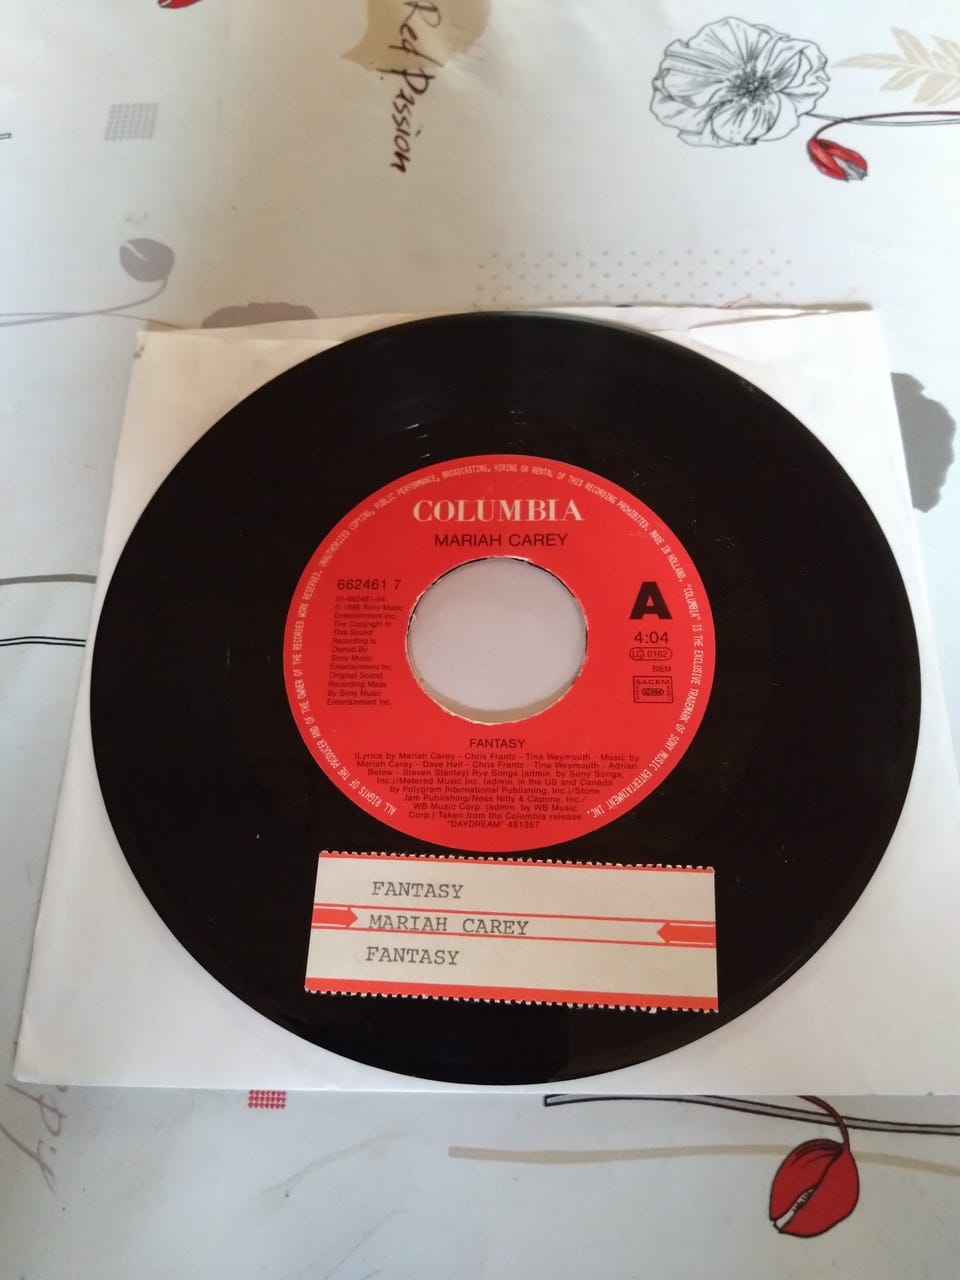 Red Passion
ALL RIGHTS OF THE PRODUCER AND OF THE OWNER OF THE RECORDED WORK RESERVED. UNAUTHORIZED COPYING, PUBLIC PERFORMANCE, BROADCASTING, HIRING OR RENTAL OF THIS RECORDING PROHIBITED. MADE IN HOLLAND. "COLUMBIA" IS THE EXCLUSIVE TRADEMARK OF SONY MUSIC ENTERTAINMENT INC.
COLUMBIA
MARIAH CAREY
662461 7
01-662461-04
℗ 1995 Sony Music
Entertainment Inc.
The Copyright in
This Sound
Recording Is
Owned By
Sony Music
Entertainment Inc
Original Sound
Recording Made
By Sony Music
Entertainment Inc.
A
4:04
LC 0162
BIEM
SACEM
FANTASY
(Lyrics by Mariah Carey - Chris Frantz - Tina Weymouth - Music by
Mariah Carey - Dave Hall - Chris Frantz - Tina Weymouth - Adrian
Belew - Steven Stanley) Rye Songs (admin. by Sony Songs,
Inc.)/Metered Music Inc. (admin. in the US and Canada
by Polygram International Publishing, Inc.)/Stone
Jam Publishing/Ness Nitty & Capone, Inc./
WB Music Corp. (admin. by WB Music
Corp.) Taken from the Columbia release
"DAYDREAM" 481367.
FANTASY
MARIAH CAREY
FANTASY